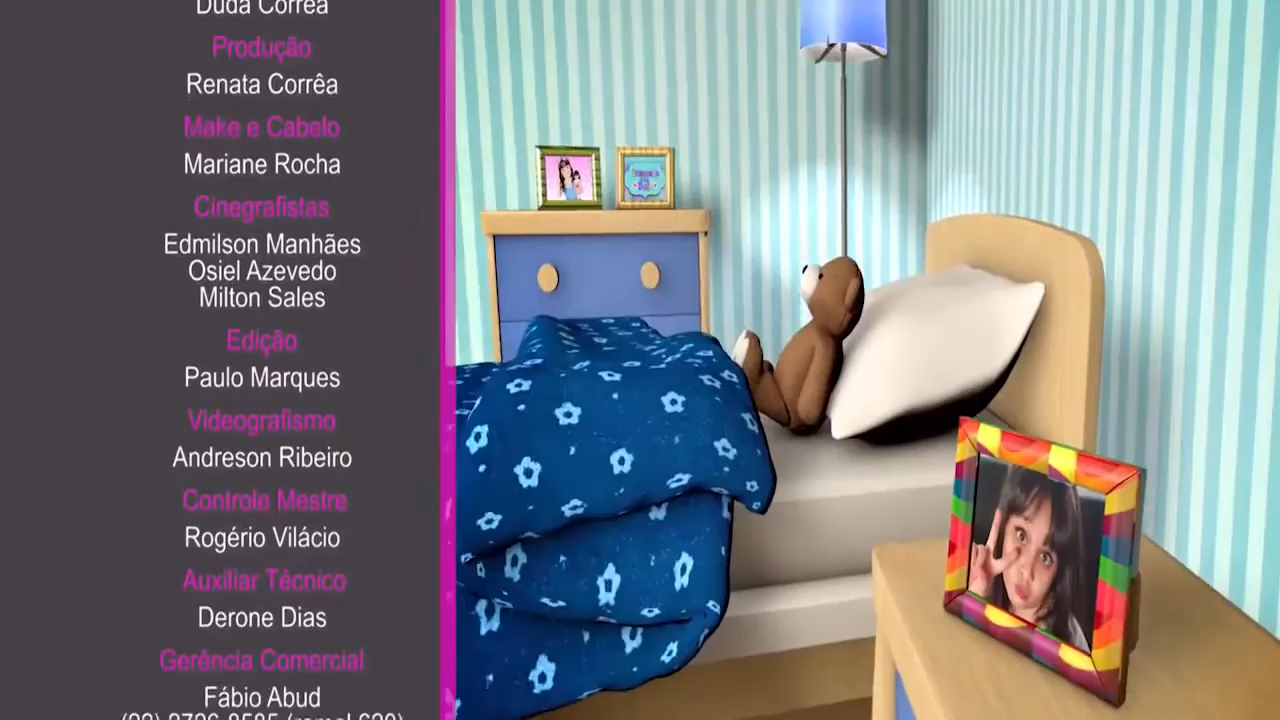 Duda Corrêa
Produção
Renata Corrêa
Make e Cabelo
Mariane Rocha
Cinegrafistas
Edmilson Manhães
Osiel Azevedo
Milton Sales
Edição
Paulo Marques
Videografismo
Andreson Ribeiro
Controle Mestre
Rogério Vilácio
Auxiliar Técnico
Derone Dias
Gerência Comercial
Fábio Abud